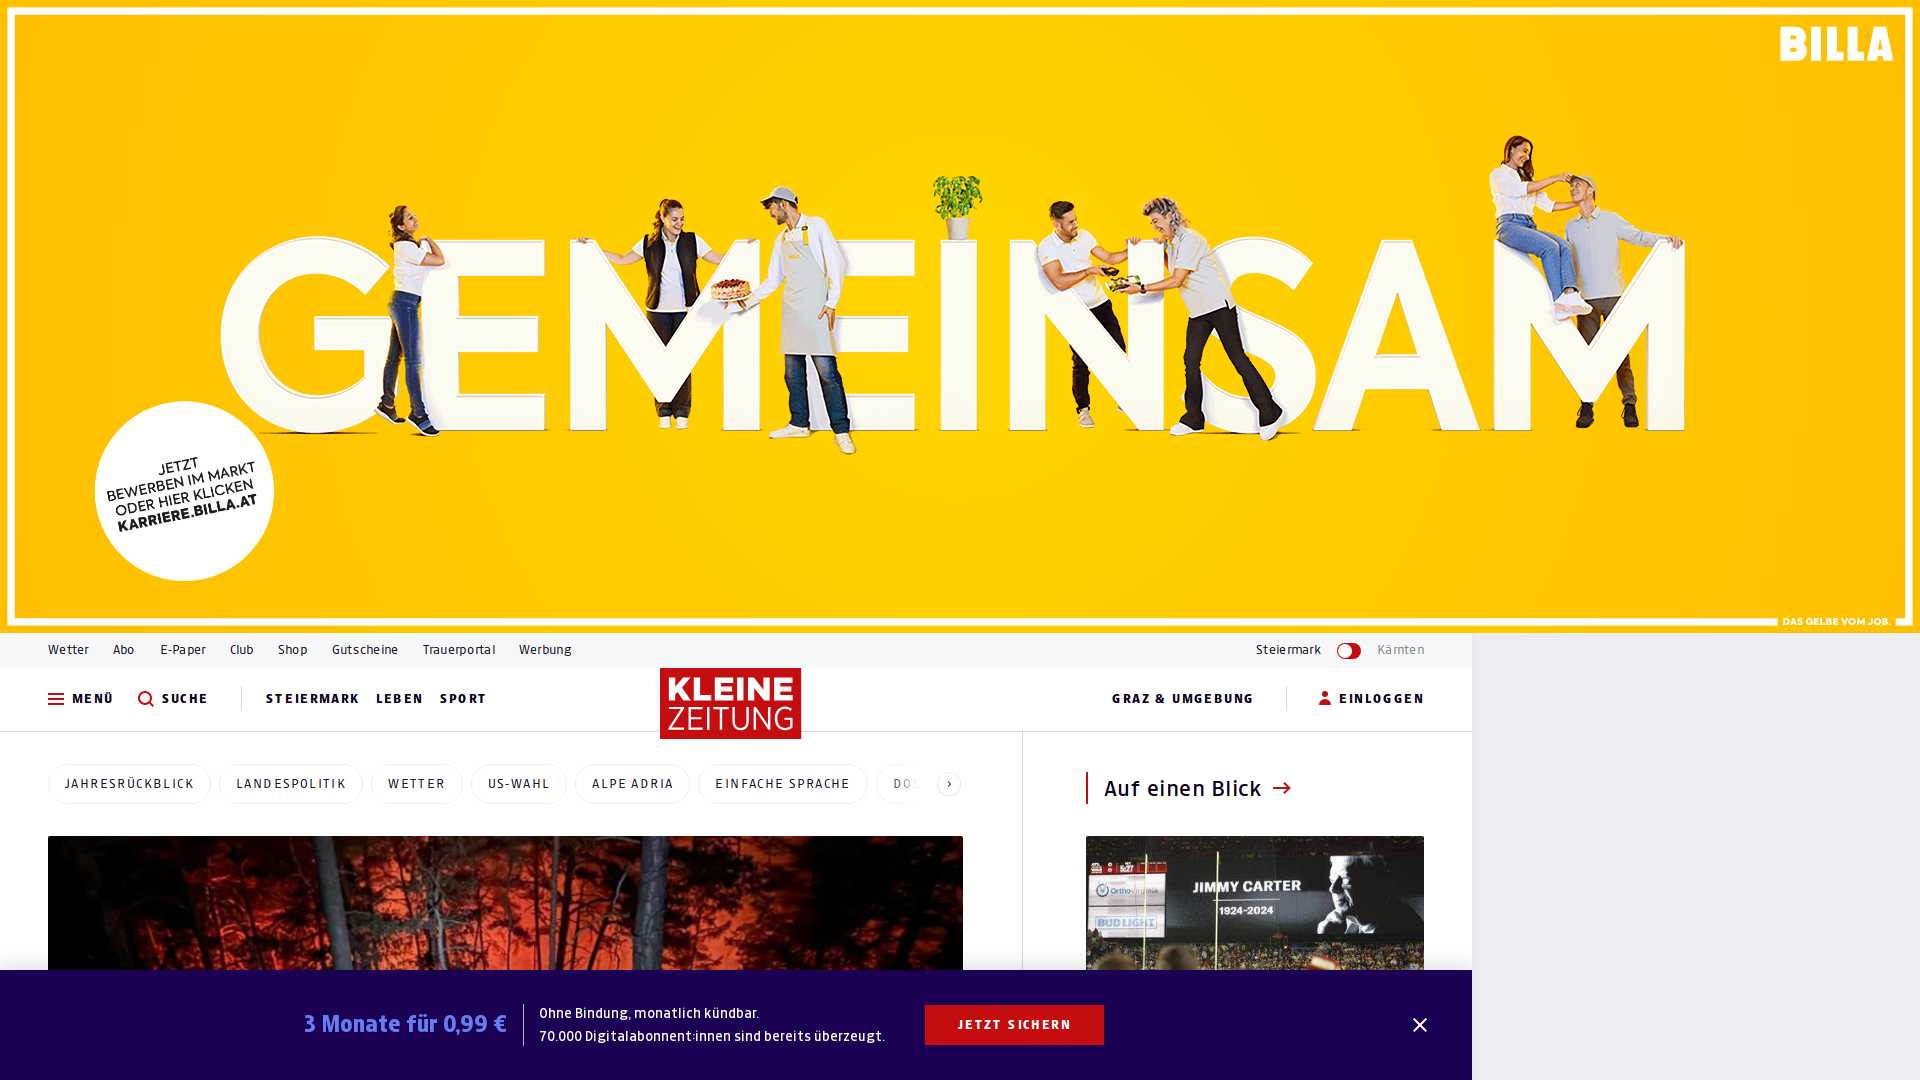 BILLA
GEMEINSAM
JETZT
BEWERBEN IM MARKT
ODER HIER KLICKEN
KARRIERE.BILLA.AT
DAS GELBE VOM JOB.
Wetter Abo E-Paper Club Shop Gutscheine Trauerportal Werbung
Steiermark Kärnten
MENÜ SUCHE STEIERMARK LEBEN SPORT
KLEINE
ZEITUNG
GRAZ & UMGEBUNG EINLOGGEN
JAHRESRÜCKBLICK LANDESPOLITIK WETTER US-WAHL ALPE ADRIA EINFACHE SPRACHE
Auf einen Blick
JIMMY CARTER
1924-2024
OrthoVirginia
BUD LIGHT
3 Monate für 0,99 €
Ohne Bindung, monatlich kündbar.
70.000 Digitalabonnent:innen sind bereits überzeugt.
JETZT SICHERN